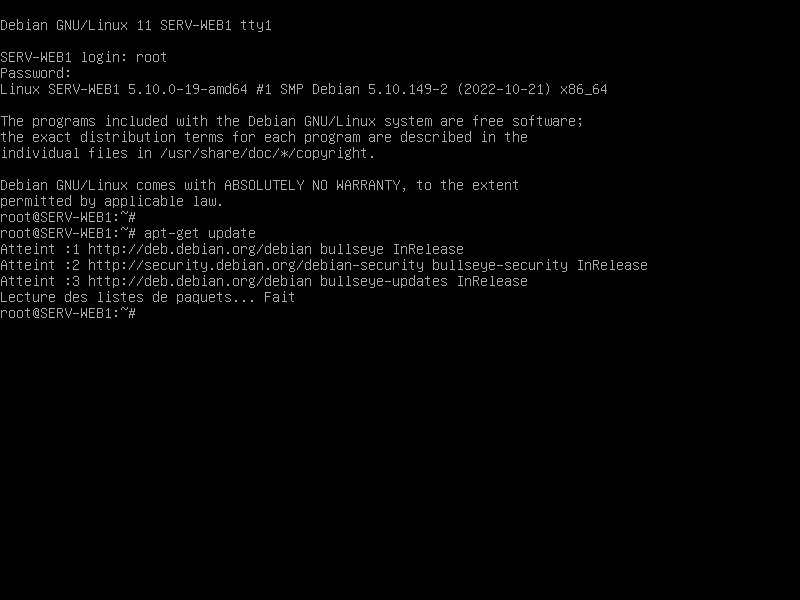 Debian GNU/Linux 11 SERV-WEB1 tty1
SERV-WEB1 login: root
Password:
Linux SERV-WEB1 5.10.0-19-amd64 #1 SMP Debian 5.10.149-2 (2022-10-21) x86_64
The programs included with the Debian GNU/Linux system are free software;
the exact distribution terms for each program are described in the
individual files in /usr/share/doc/*/copyright.
Debian GNU/Linux comes with ABSOLUTELY NO WARRANTY, to the extent
permitted by applicable law.
root@SERV-WEB1:~#
root@SERV-WEB1:~# apt-get update
Atteint :1 http://deb.debian.org/debian bullseye InRelease
Atteint :2 http://security.debian.org/debian-security bullseye-security InRelease
Atteint :3 http://deb.debian.org/debian bullseye-updates InRelease
Lecture des listes de paquets... Fait
root@SERV-WEB1:~#